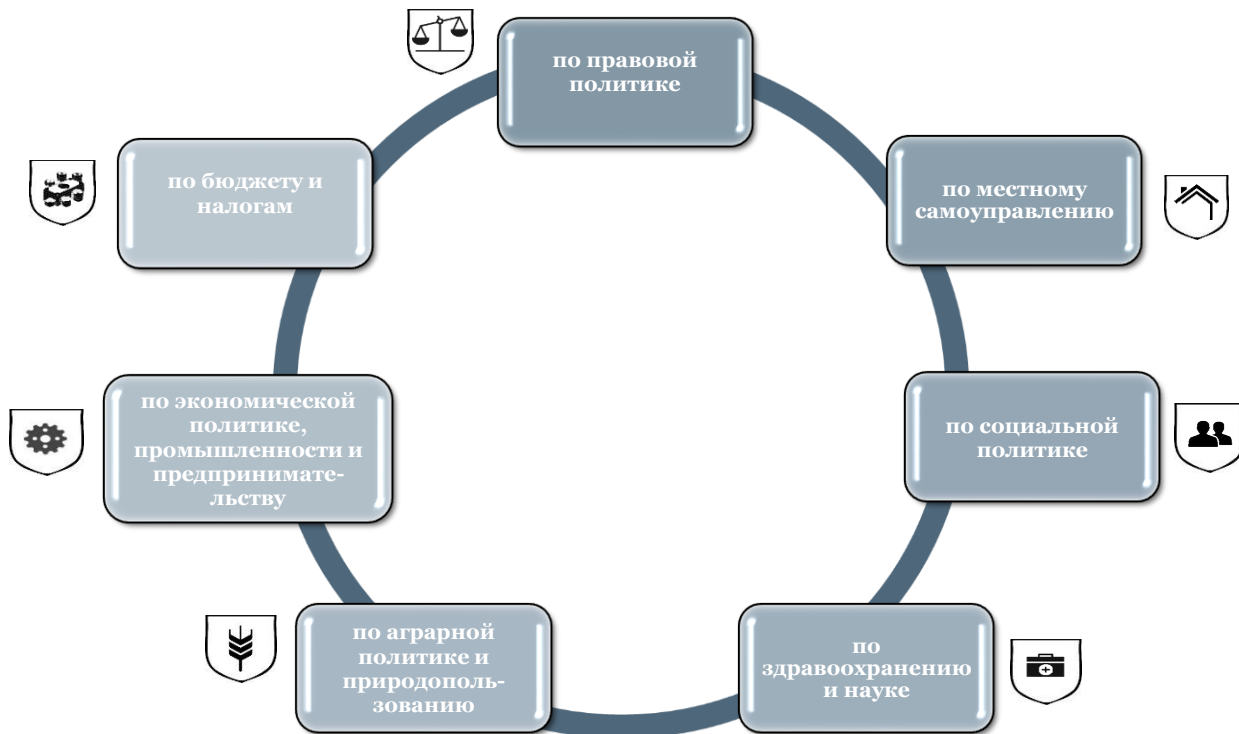 по правовой
политике
по местному
самоуправлению
по социальной
политике
по
здравоохранению
и науке
по аграрной
политике и
природополь-
зованию
по экономической
политике,
промышленности и
предпринимате-
льству
по бюджету и
налогам